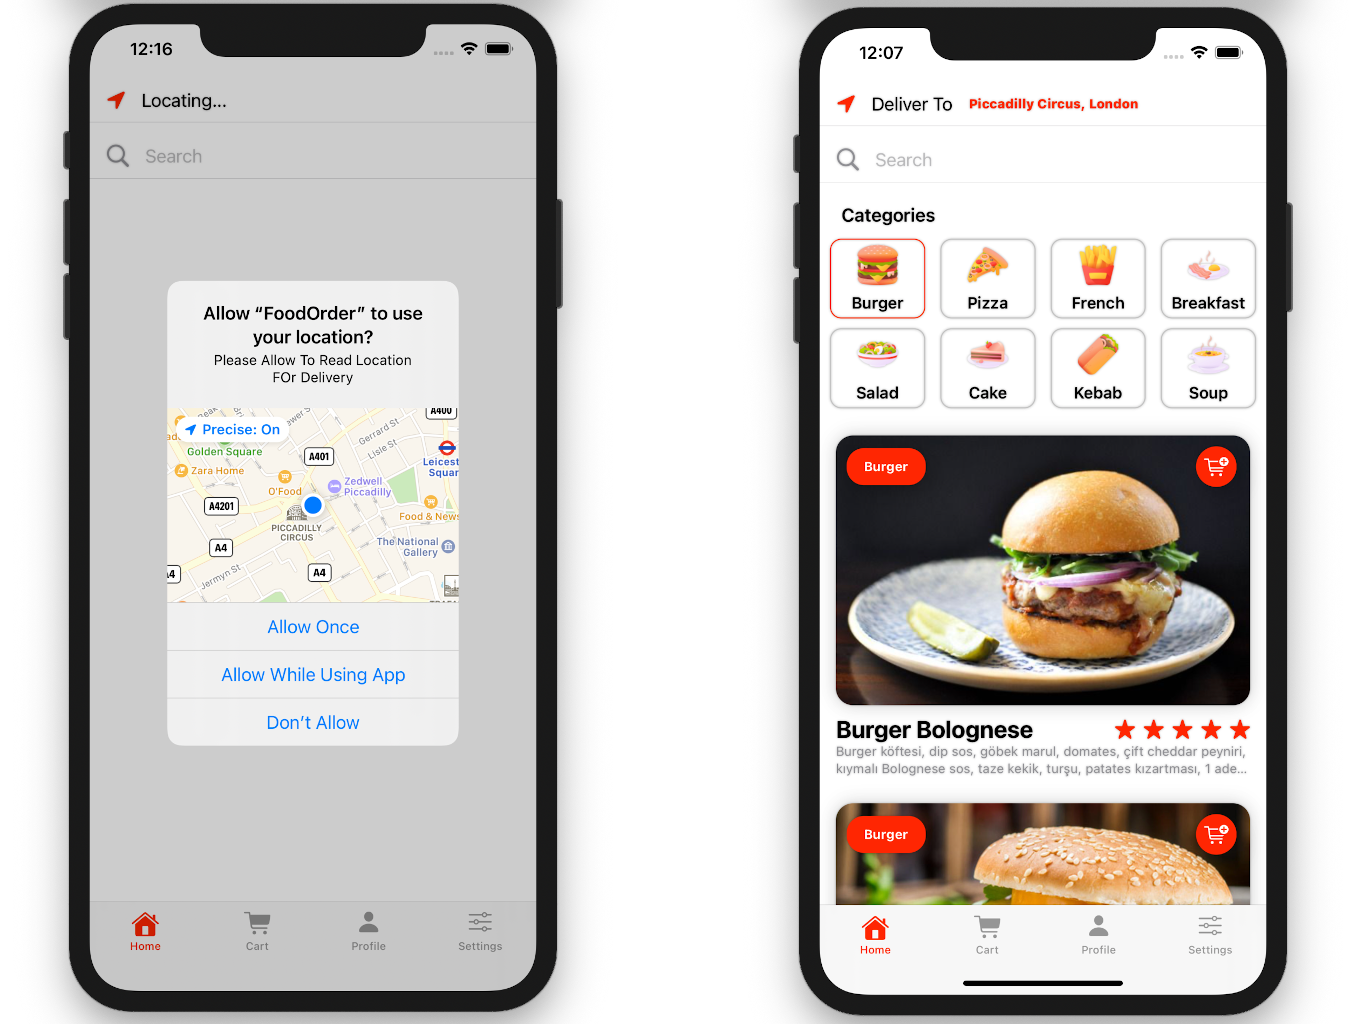 12:16
Locating...
Search
Allow “FoodOrder” to use
your location?
Please Allow To Read Location
FOr Delivery
A400
Precise: On
Gerrard St
Lisle St
Golden Square
A401
Zara Home
Zedwell
Piccadilly
O'Food
A4201
Food & News
PICCADILLY
CIRCUS
The National
Gallery
A4
A4
Jermyn St
Allow Once
Allow While Using App
Don’t Allow
Home
Cart
Profile
Settings
12:07
Deliver To Piccadilly Circus, London
Search
Categories
Burger
Pizza
French
Breakfast
Salad
Cake
Kebab
Soup
Burger
Burger Bolognese
Burger köftesi, dip sos, göbek marul, domates, çift cheddar peyniri,
kıymalı Bolognese sos, taze kekik, turşu, patates kızartması, 1 ade...
Burger
Home
Cart
Profile
Settings